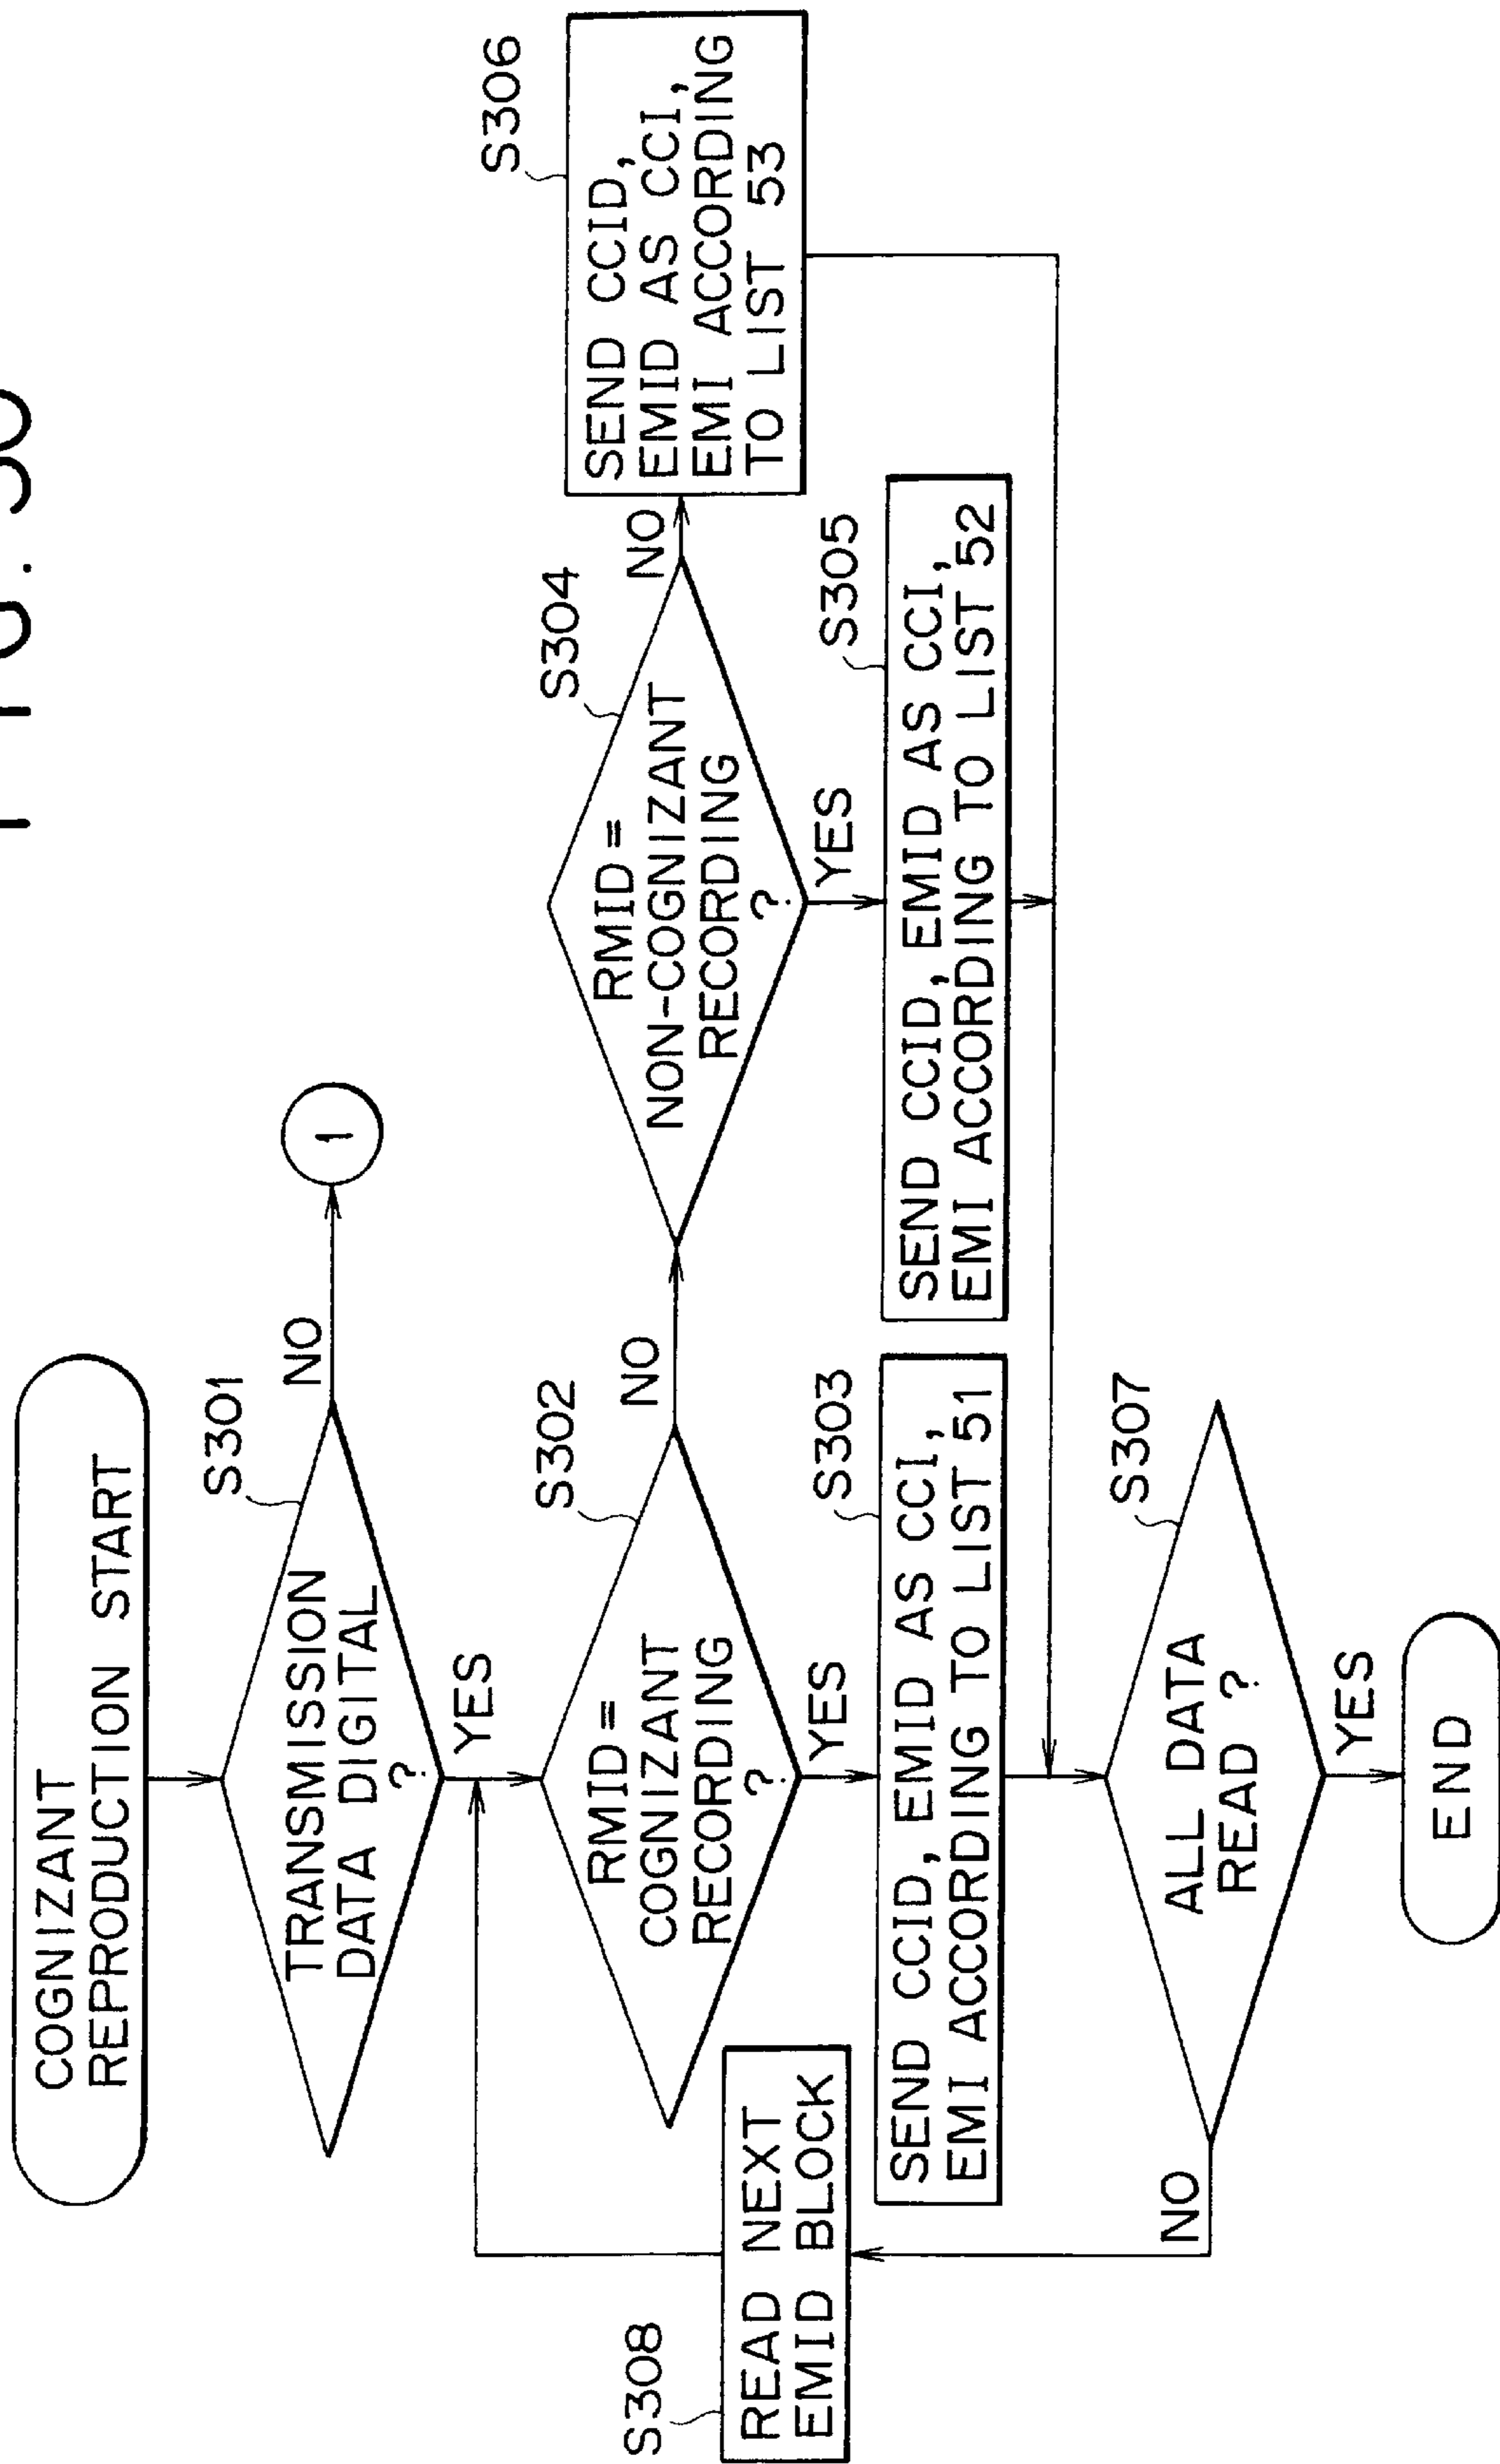 COGNIZANT
REPRODUCTION START
S301
TRANSMISSION
DATA DIGITAL
?
NO
1
YES
S302
RMID=
COGNIZANT
RECORDING
?
NO
YES
S303
SEND CCID, EMID AS CCI,
EMI ACCORDING TO LIST 51
S304
RMID=
NON-COGNIZANT
RECORDING
?
NO
YES
S305
SEND CCID, EMID AS CCI,
EMI ACCORDING TO LIST 52
S306
SEND CCID,
EMID AS CCI,
EMI ACCORDING
TO LIST 53
S307
ALL DATA
READ ?
NO
YES
S308
READ NEXT
EMID BLOCK
END